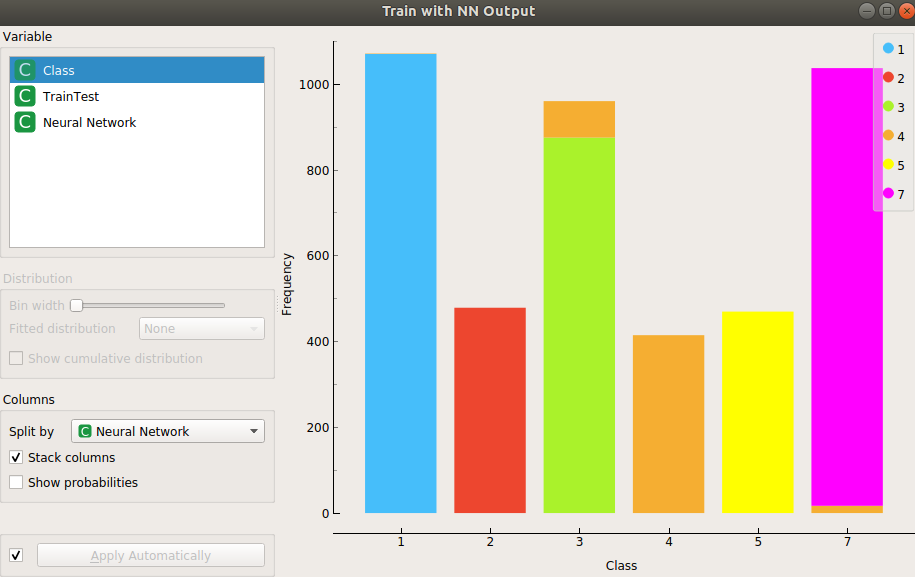 Train with NN Output
Variable
C Class
C TrainTest
C Neural Network
Distribution
Bin width
Fitted distribution None
Show cumulative distribution
Columns
Split by C Neural Network
Stack columns
Show probabilities
Apply Automatically
Frequency
1000
800
600
400
200
0
1 2 3 4 5 7
Class
1
2
3
4
5
7